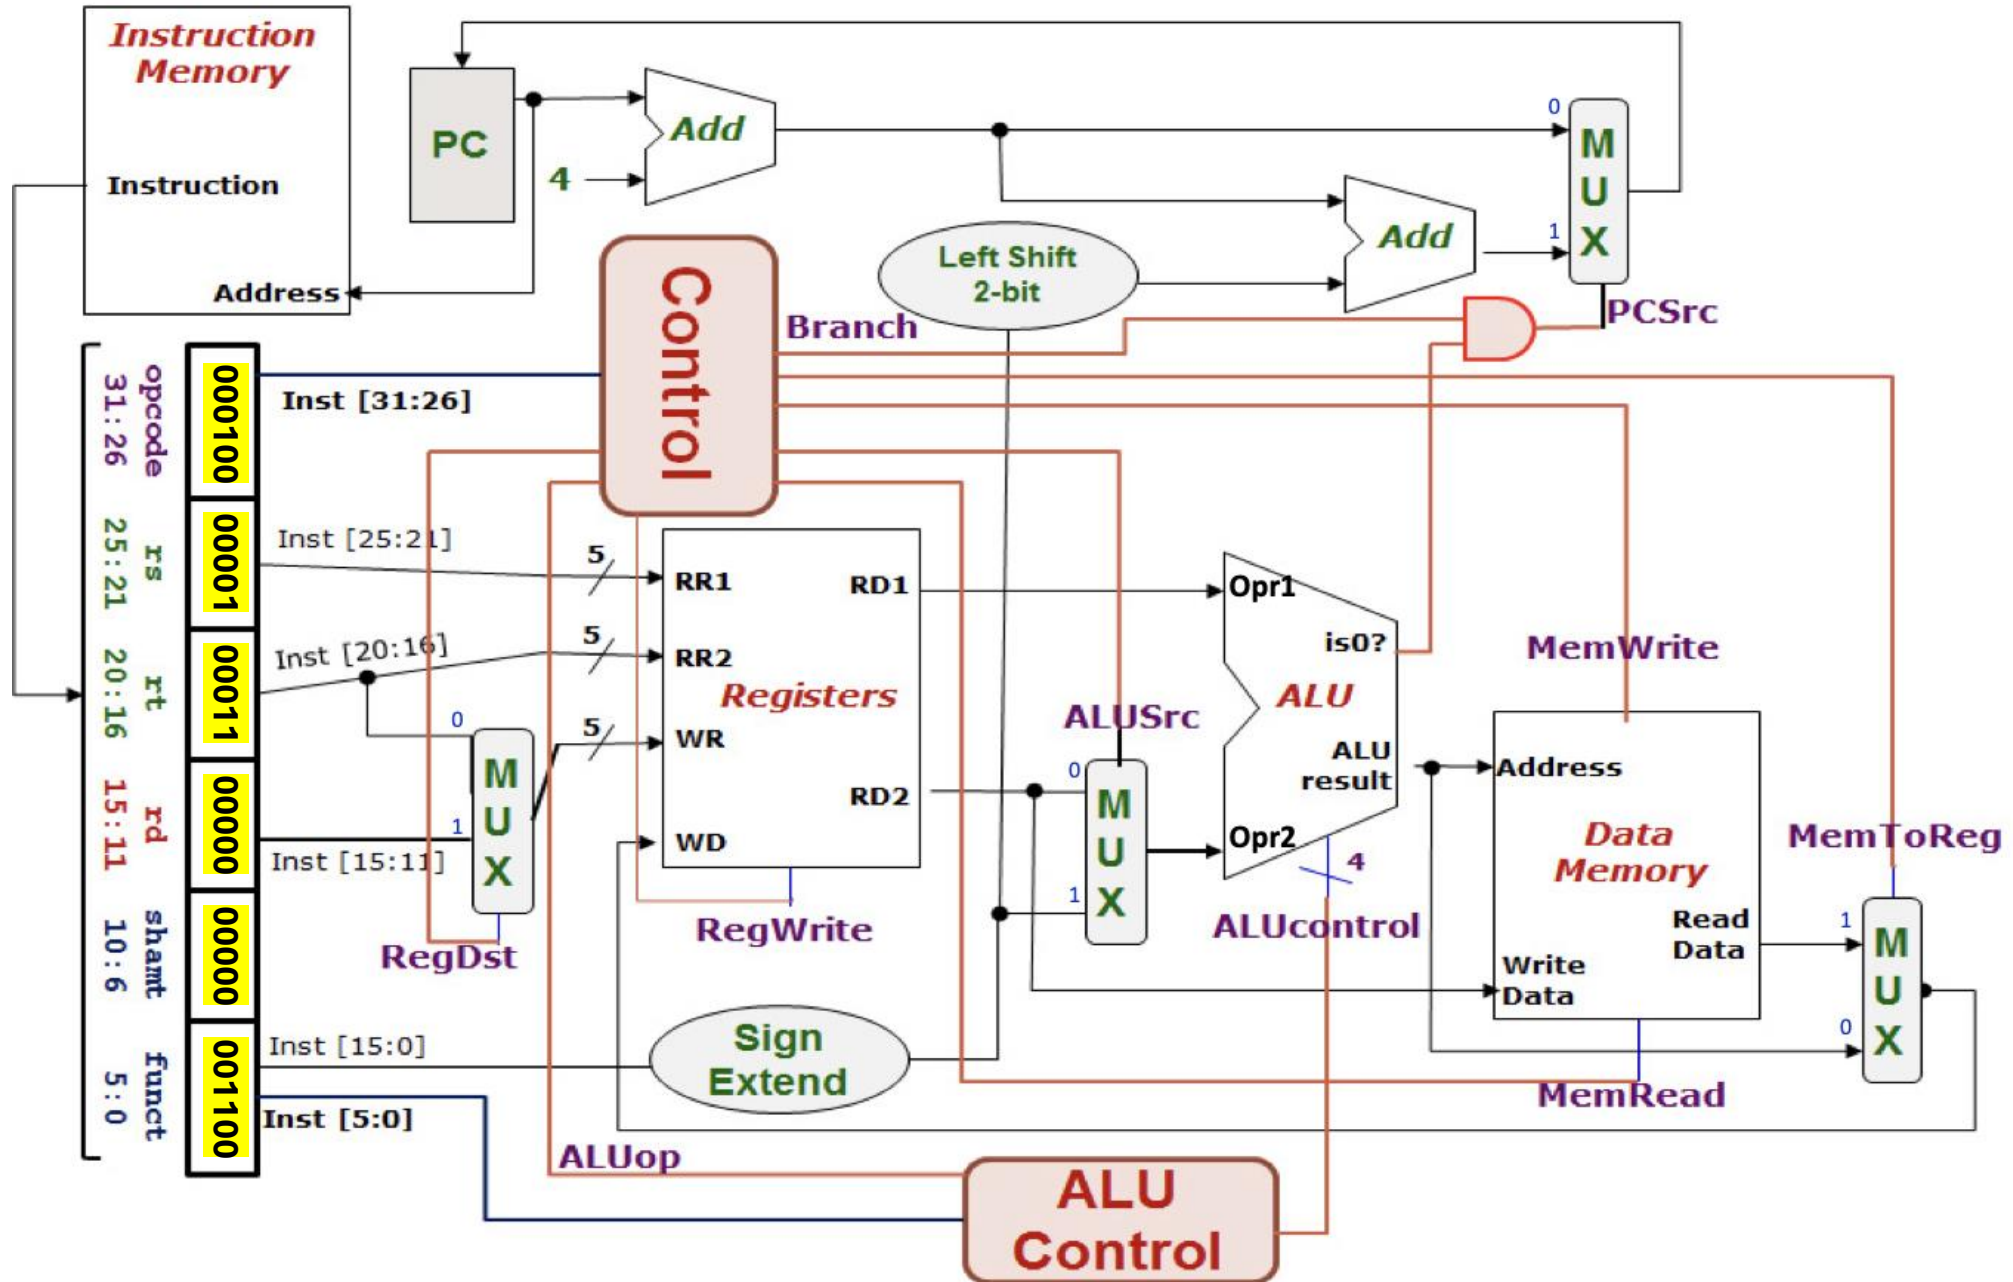 Instruction
Memory
Instruction
Address
PC
4
Add
Add
Left Shift
2-bit
0
1
M
U
X
PCSrc
Control
Branch
opcode
31:26
000100
Inst [31:26]
rs
25:21
00001
Inst [25:21]
5
rt
20:16
00011
Inst [20:16]
5
rd
15:11
00000
Inst [15:11]
5
shamt
10:6
00000
funct
5:0
001100
Inst [15:0]
Inst [5:0]
0
1
M
U
X
RegDst
RR1
RR2
WR
WD
RD1
RD2
Registers
RegWrite
Sign
Extend
ALUSrc
0
1
M
U
X
Opr1
Opr2
is0?
ALU
ALU
result
4
ALUcontrol
MemWrite
Address
Data
Memory
Read
Data
Write
Data
MemRead
MemToReg
1
0
M
U
X
ALUop
ALU
Control